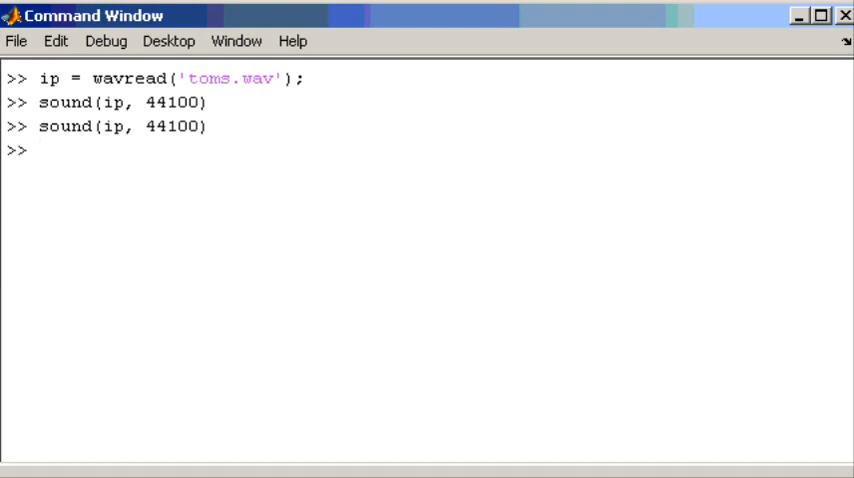 Command Window
File Edit Debug Desktop Window Help
>> ip = wavread('toms.wav');
>> sound(ip, 44100)
>> sound(ip, 44100)
>>